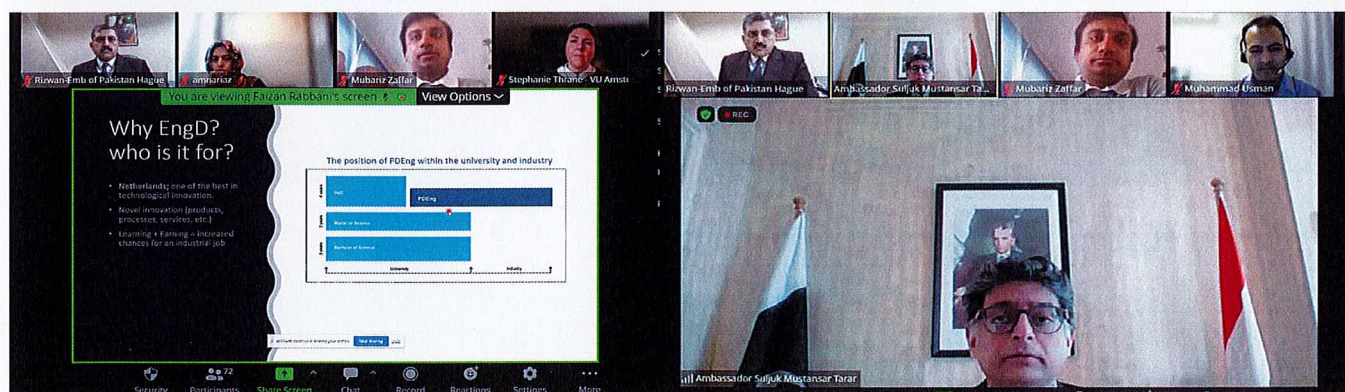 Rizwan-Emb of Pakistan Hague
amnariaz
Mubariz Zaffar
Stephanie Thrane - VU Amste
You are viewing Faizan Rabbani's screen
View Options
Why EngD?
who is it for?
• Netherlands; one of the best in
technological innovation.
• Novel innovation (products,
processes, services, etc.)
• Learning + Earning = increased
chances for an industrial job
The position of PDEng within the university and industry
PhD
PDEng
Master of Science
Bachelor of Science
University
Industry
Stop sharing
Security
Participants
72
Share Screen
Chat
Record
Reactions
Settings
More
Rizwan-Emb of Pakistan Hague
Ambassador Suljuk Mustansar Ta...
Mubariz Zaffar
Muhammad Usman
REC
Ambassador Suljuk Mustansar Tarar